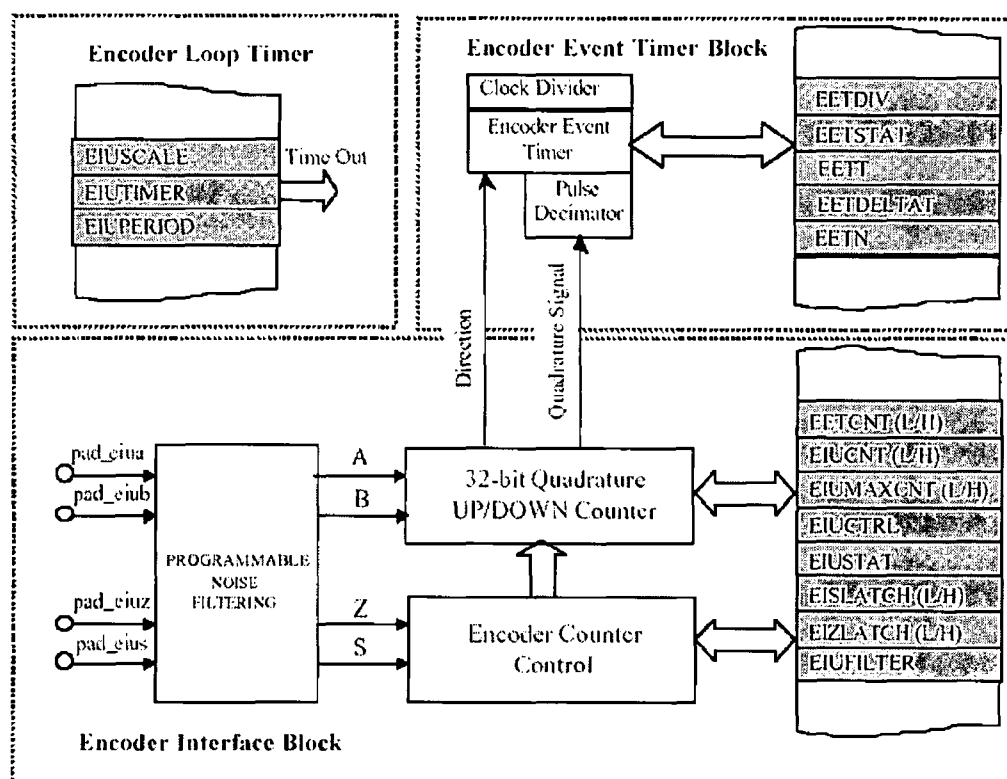 Encoder Loop Timer
EIUSCALE
EIUTIMER
EIUPERIOD
Time Out
Encoder Event Timer Block
Clock Divider
Encoder Event
Timer
Pulse
Decimator
EETDIV
EETSTAT
EETT
EETDELTAT
EETN
Direction
Quadrature Signal
pad_eiua
pad_eiub
pad_eiuz
pad_eius
PROGRAMMABLE
NOISE
FILTERING
A
B
Z
S
32-bit Quadrature
UP/DOWN Counter
Encoder Counter
Control
EETCNT (L/H)
EIUCNT (L/H)
EIUMAXCNT (L/H)
EIUCTRL
EIUSTAT
EISLATCH (L/H)
EIZLATCH (L/H)
EIUFILTER
Encoder Interface Block